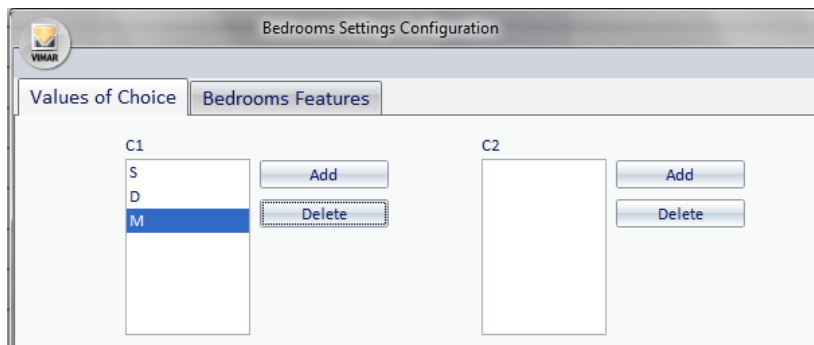 Bedrooms Settings Configuration
VIMAR
Values of Choice
Bedrooms Features
C1
C2
S
D
M
Add
Delete
Add
Delete